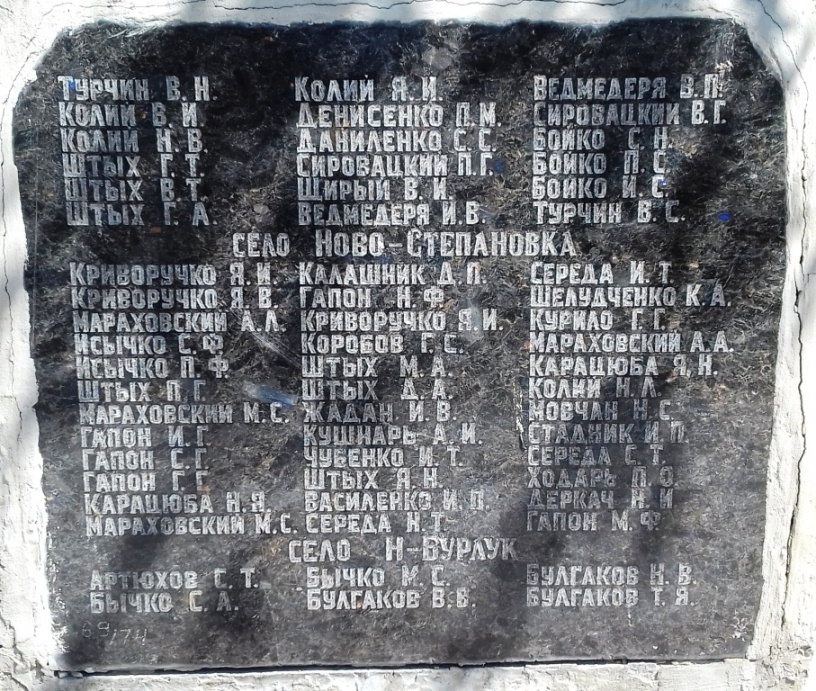 ТУРЧИН В. Н. КОЛИЙ Я. И. ВЕДМЕДЕРЯ В. П.
КОЛИЙ В. И. ДЕНИСЕНКО П. М. СИРОВАЦКИЙ В. Г.
КОЛИЙ Н. В. ДАНИЛЕНКО С. С. БОЙКО С. Н.
ШТЫХ Г. Т. СИРОВАЦКИЙ П. Г. БОЙКО П. С.
ШТЫХ В. Т. ЩИРЫЙ В. И. БОЙКО И. С.
ШТЫХ Г. А. ВЕДМЕДЕРЯ И. В. ТУРЧИН В. С.
СЕЛО НОВО-СТЕПАНОВКА
КРИВОРУЧКО Я. И. КАЛАШНИК Д. П. СЕРЕДА И. Т.
КРИВОРУЧКО Я. В. ГАПОН Н. Ф. ШЕЛУДЧЕНКО К. А.
МАРАХОВСКИЙ А. Л. КРИВОРУЧКО Я. И. КУРИЛО Г. Г.
ИСЫЧКО С. Ф. КОРОБОВ Г. С. МАРАХОВСКИЙ А. А.
ИСЫЧКО П. Ф. ШТЫХ М. А. КАРАЦЮБА Я. Н.
ШТЫХ П. Г. ШТЫХ Д. А. КОЛИЙ Н. Л.
МАРАХОВСКИЙ М. С. ЖАДАН И. В. МОВЧАН Н. С.
ГАПОН И. Г. КУШНАРЬ А. И. СТАДНИК И. П.
ГАПОН С. Г. ЧУБЕНКО И. Т. СЕРЕДА С. Т.
ГАПОН Г. Г. ШТЫХ Я. Н. ХОДАРЬ П. О.
КАРАЦЮБА Н. Я. ВАСИЛЕНКО И. П. ДЕРКАЧ Н. И
МАРАХОВСКИЙ М. С. СЕРЕДА Н. Т. ГАПОН М. Ф.
СЕЛО Н-БУРЛУК
АРТЮХОВ С. Т. БЫЧКО М. С. БУЛГАКОВ Н. В.
БЫЧКО С. А. БУЛГАКОВ В. В. БУЛГАКОВ Т. Я.